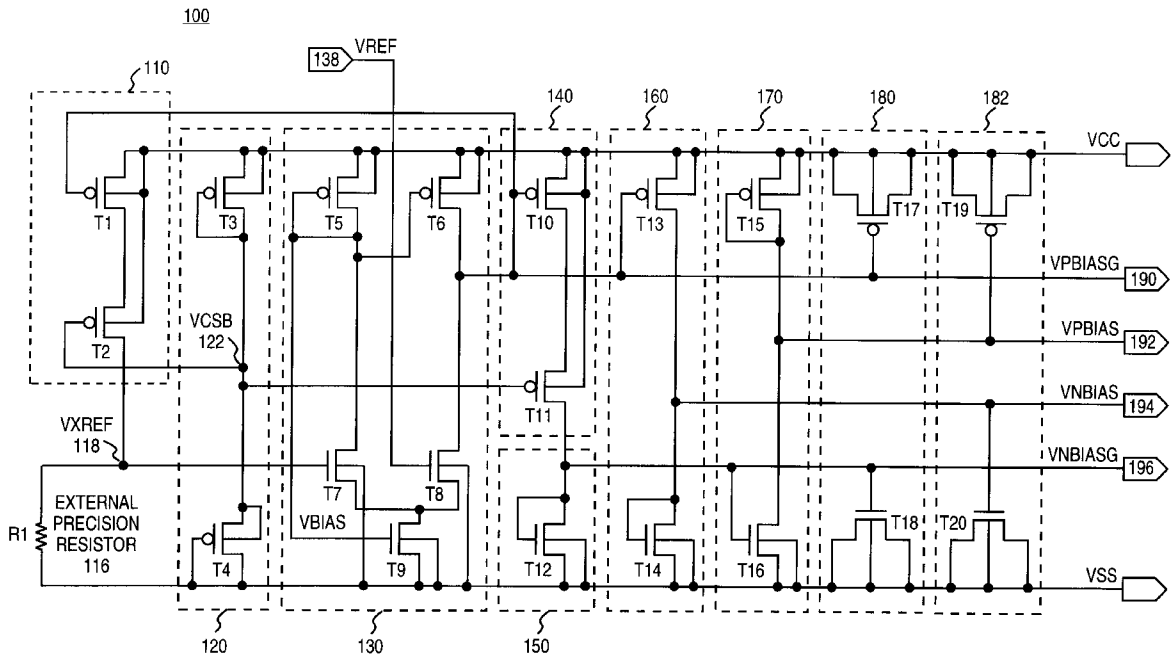 100
138
VREF
110
140
160
170
180
182
VCC
T1
T3
T5
T6
T10
T13
T15
T17
T19
VPBIASG
190
T2
VCSB
122
VPBIAS
192
T11
VNBIAS
194
VXREF
118
VNBIASG
196
T7
T8
R1
EXTERNAL
PRECISION
RESISTOR
116
VBIAS
T4
T9
T12
T14
T16
T18
T20
VSS
120
130
150